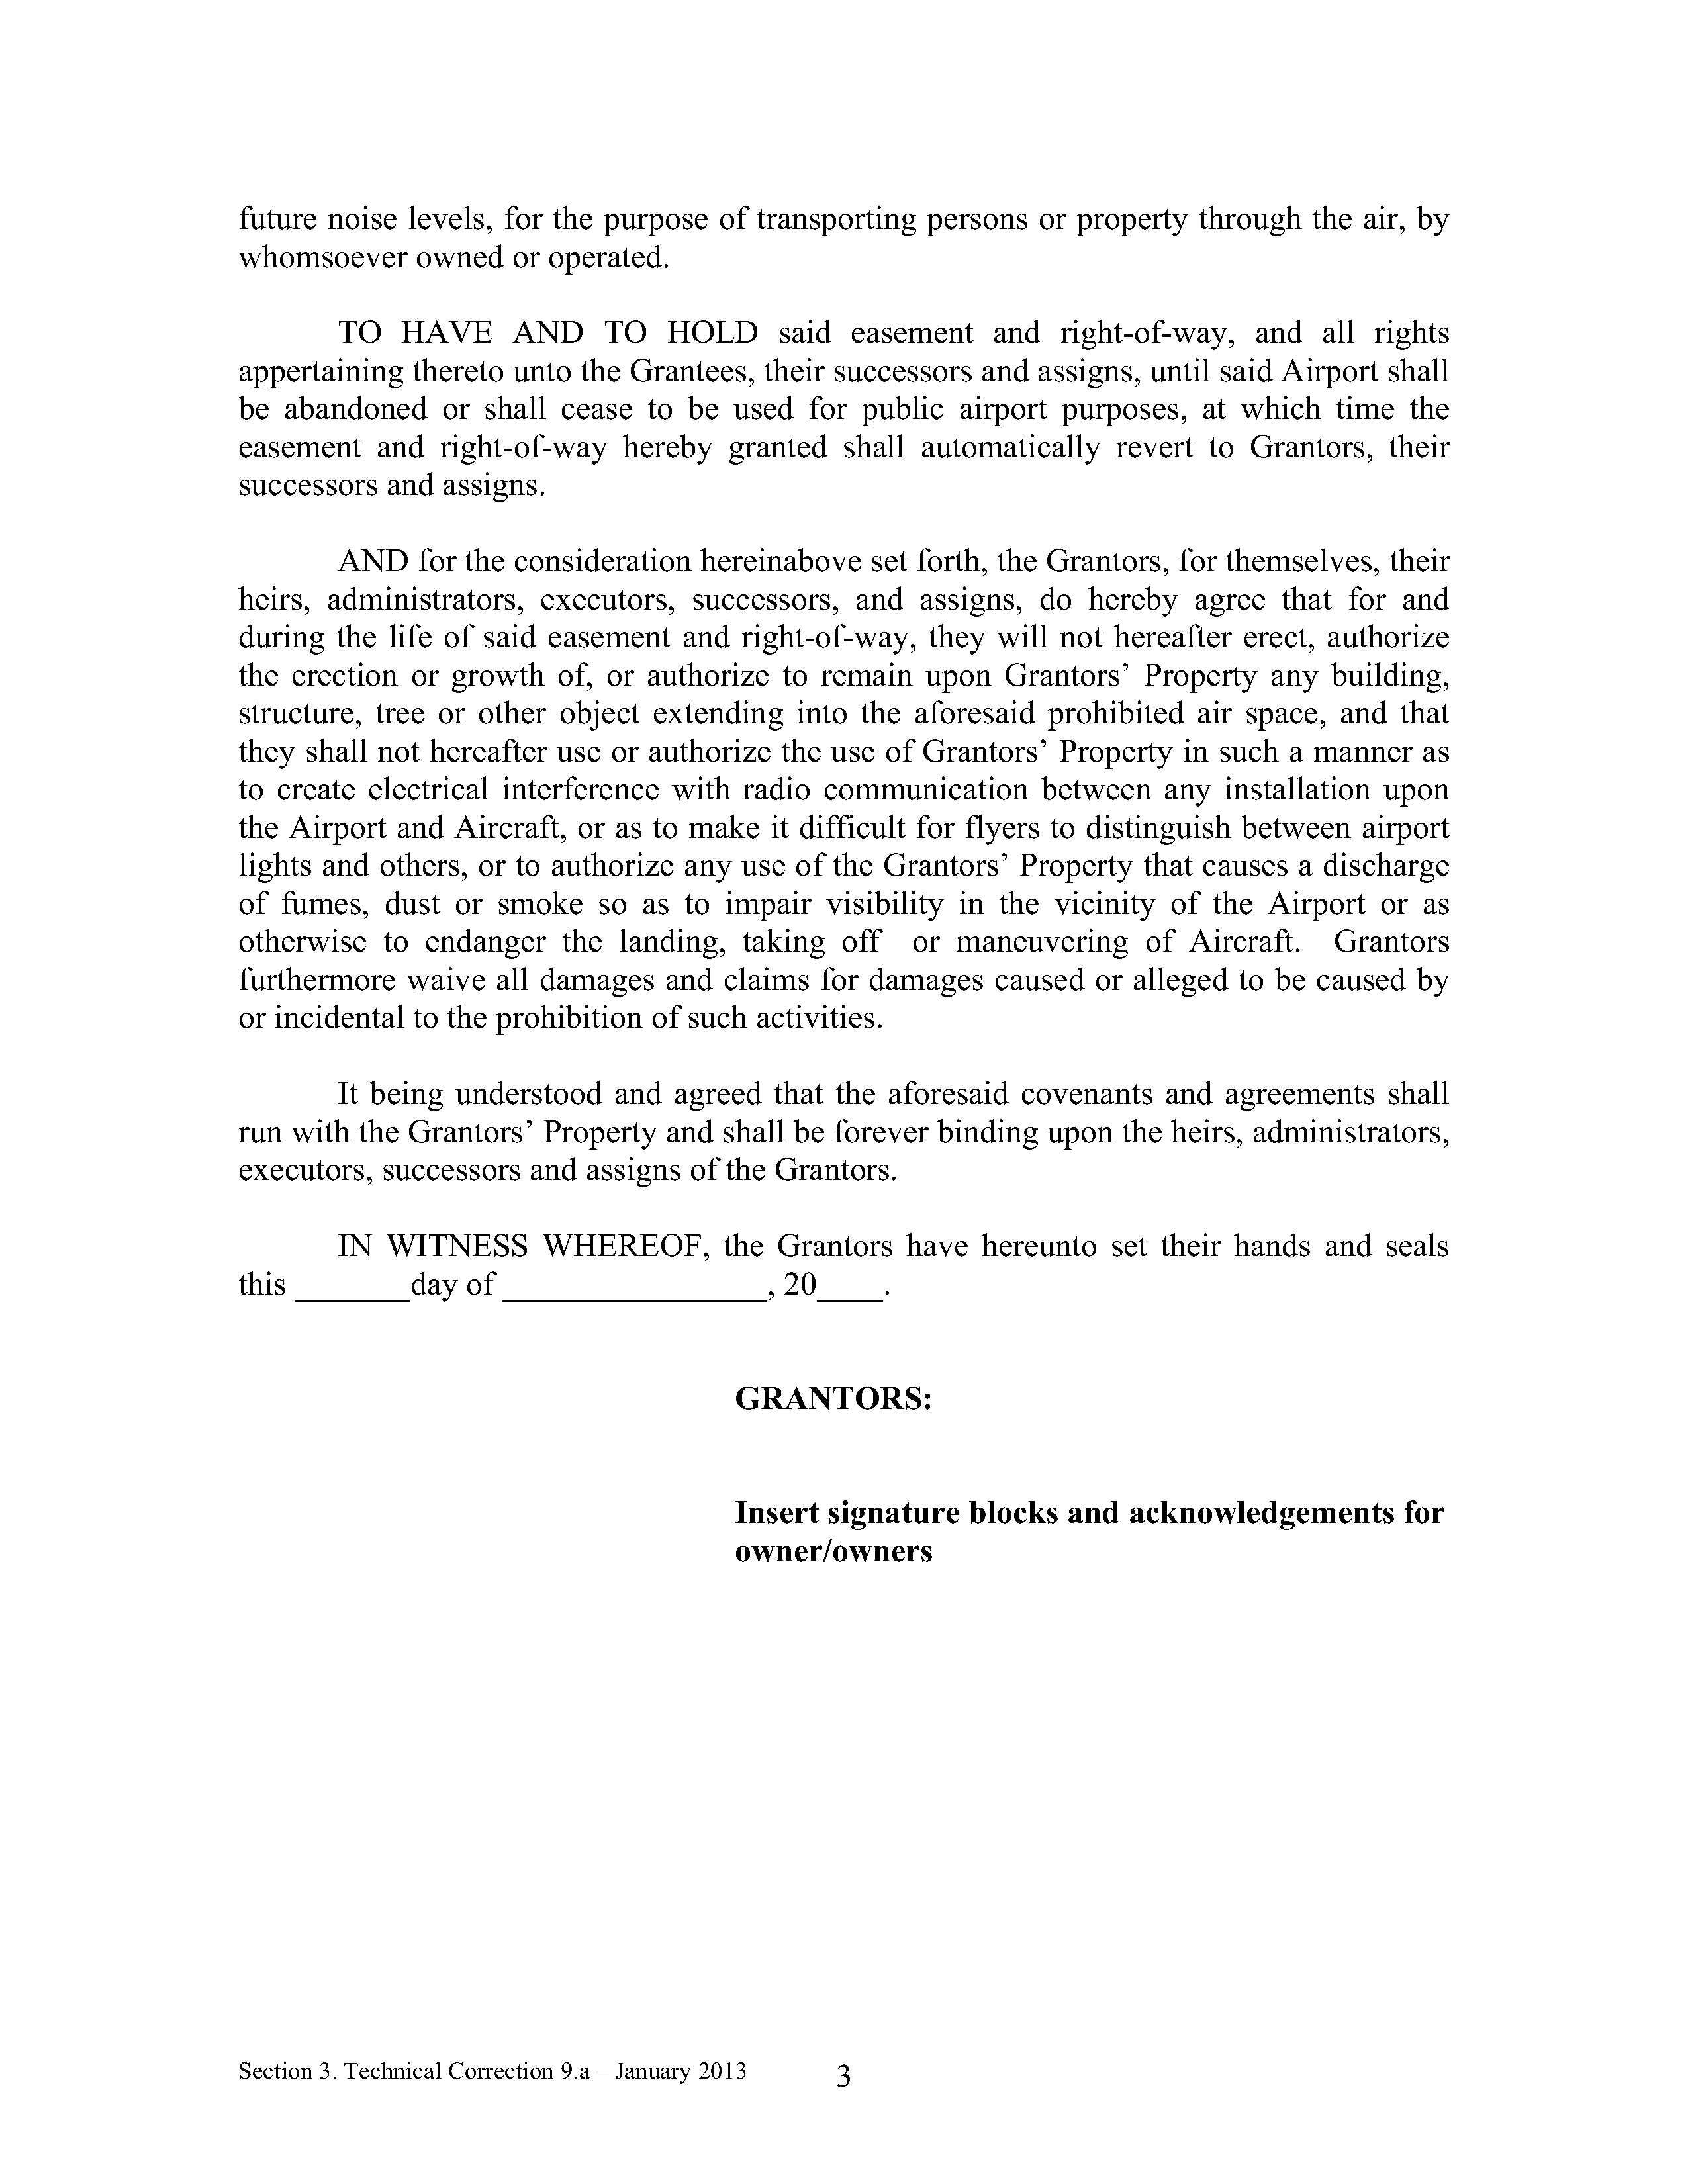 future noise levels, for the purpose of transporting persons or property through the air, by
whomsoever owned or operated.
TO HAVE AND TO HOLD said easement and right-of-way, and all rights
appertaining thereto unto the Grantees, their successors and assigns, until said Airport shall
be abandoned or shall cease to be used for public airport purposes, at which time the
easement and right-of-way hereby granted shall automatically revert to Grantors, their
successors and assigns.
AND for the consideration hereinabove set forth, the Grantors, for themselves, their
heirs, administrators, executors, successors, and assigns, do hereby agree that for and
during the life of said easement and right-of-way, they will not hereafter erect, authorize
the erection or growth of, or authorize to remain upon Grantors’ Property any building,
structure, tree or other object extending into the aforesaid prohibited air space, and that
they shall not hereafter use or authorize the use of Grantors’ Property in such a manner as
to create electrical interference with radio communication between any installation upon
the Airport and Aircraft, or as to make it difficult for flyers to distinguish between airport
lights and others, or to authorize any use of the Grantors’ Property that causes a discharge
of fumes, dust or smoke so as to impair visibility in the vicinity of the Airport or as
otherwise to endanger the landing, taking off or maneuvering of Aircraft. Grantors
furthermore waive all damages and claims for damages caused or alleged to be caused by
or incidental to the prohibition of such activities.
It being understood and agreed that the aforesaid covenants and agreements shall
run with the Grantors’ Property and shall be forever binding upon the heirs, administrators,
executors, successors and assigns of the Grantors.
IN WITNESS WHEREOF, the Grantors have hereunto set their hands and seals
this _______day of ________________, 20____.
GRANTORS:
Insert signature blocks and acknowledgements for
owner/owners
Section 3. Technical Correction 9.a – January 2013 3